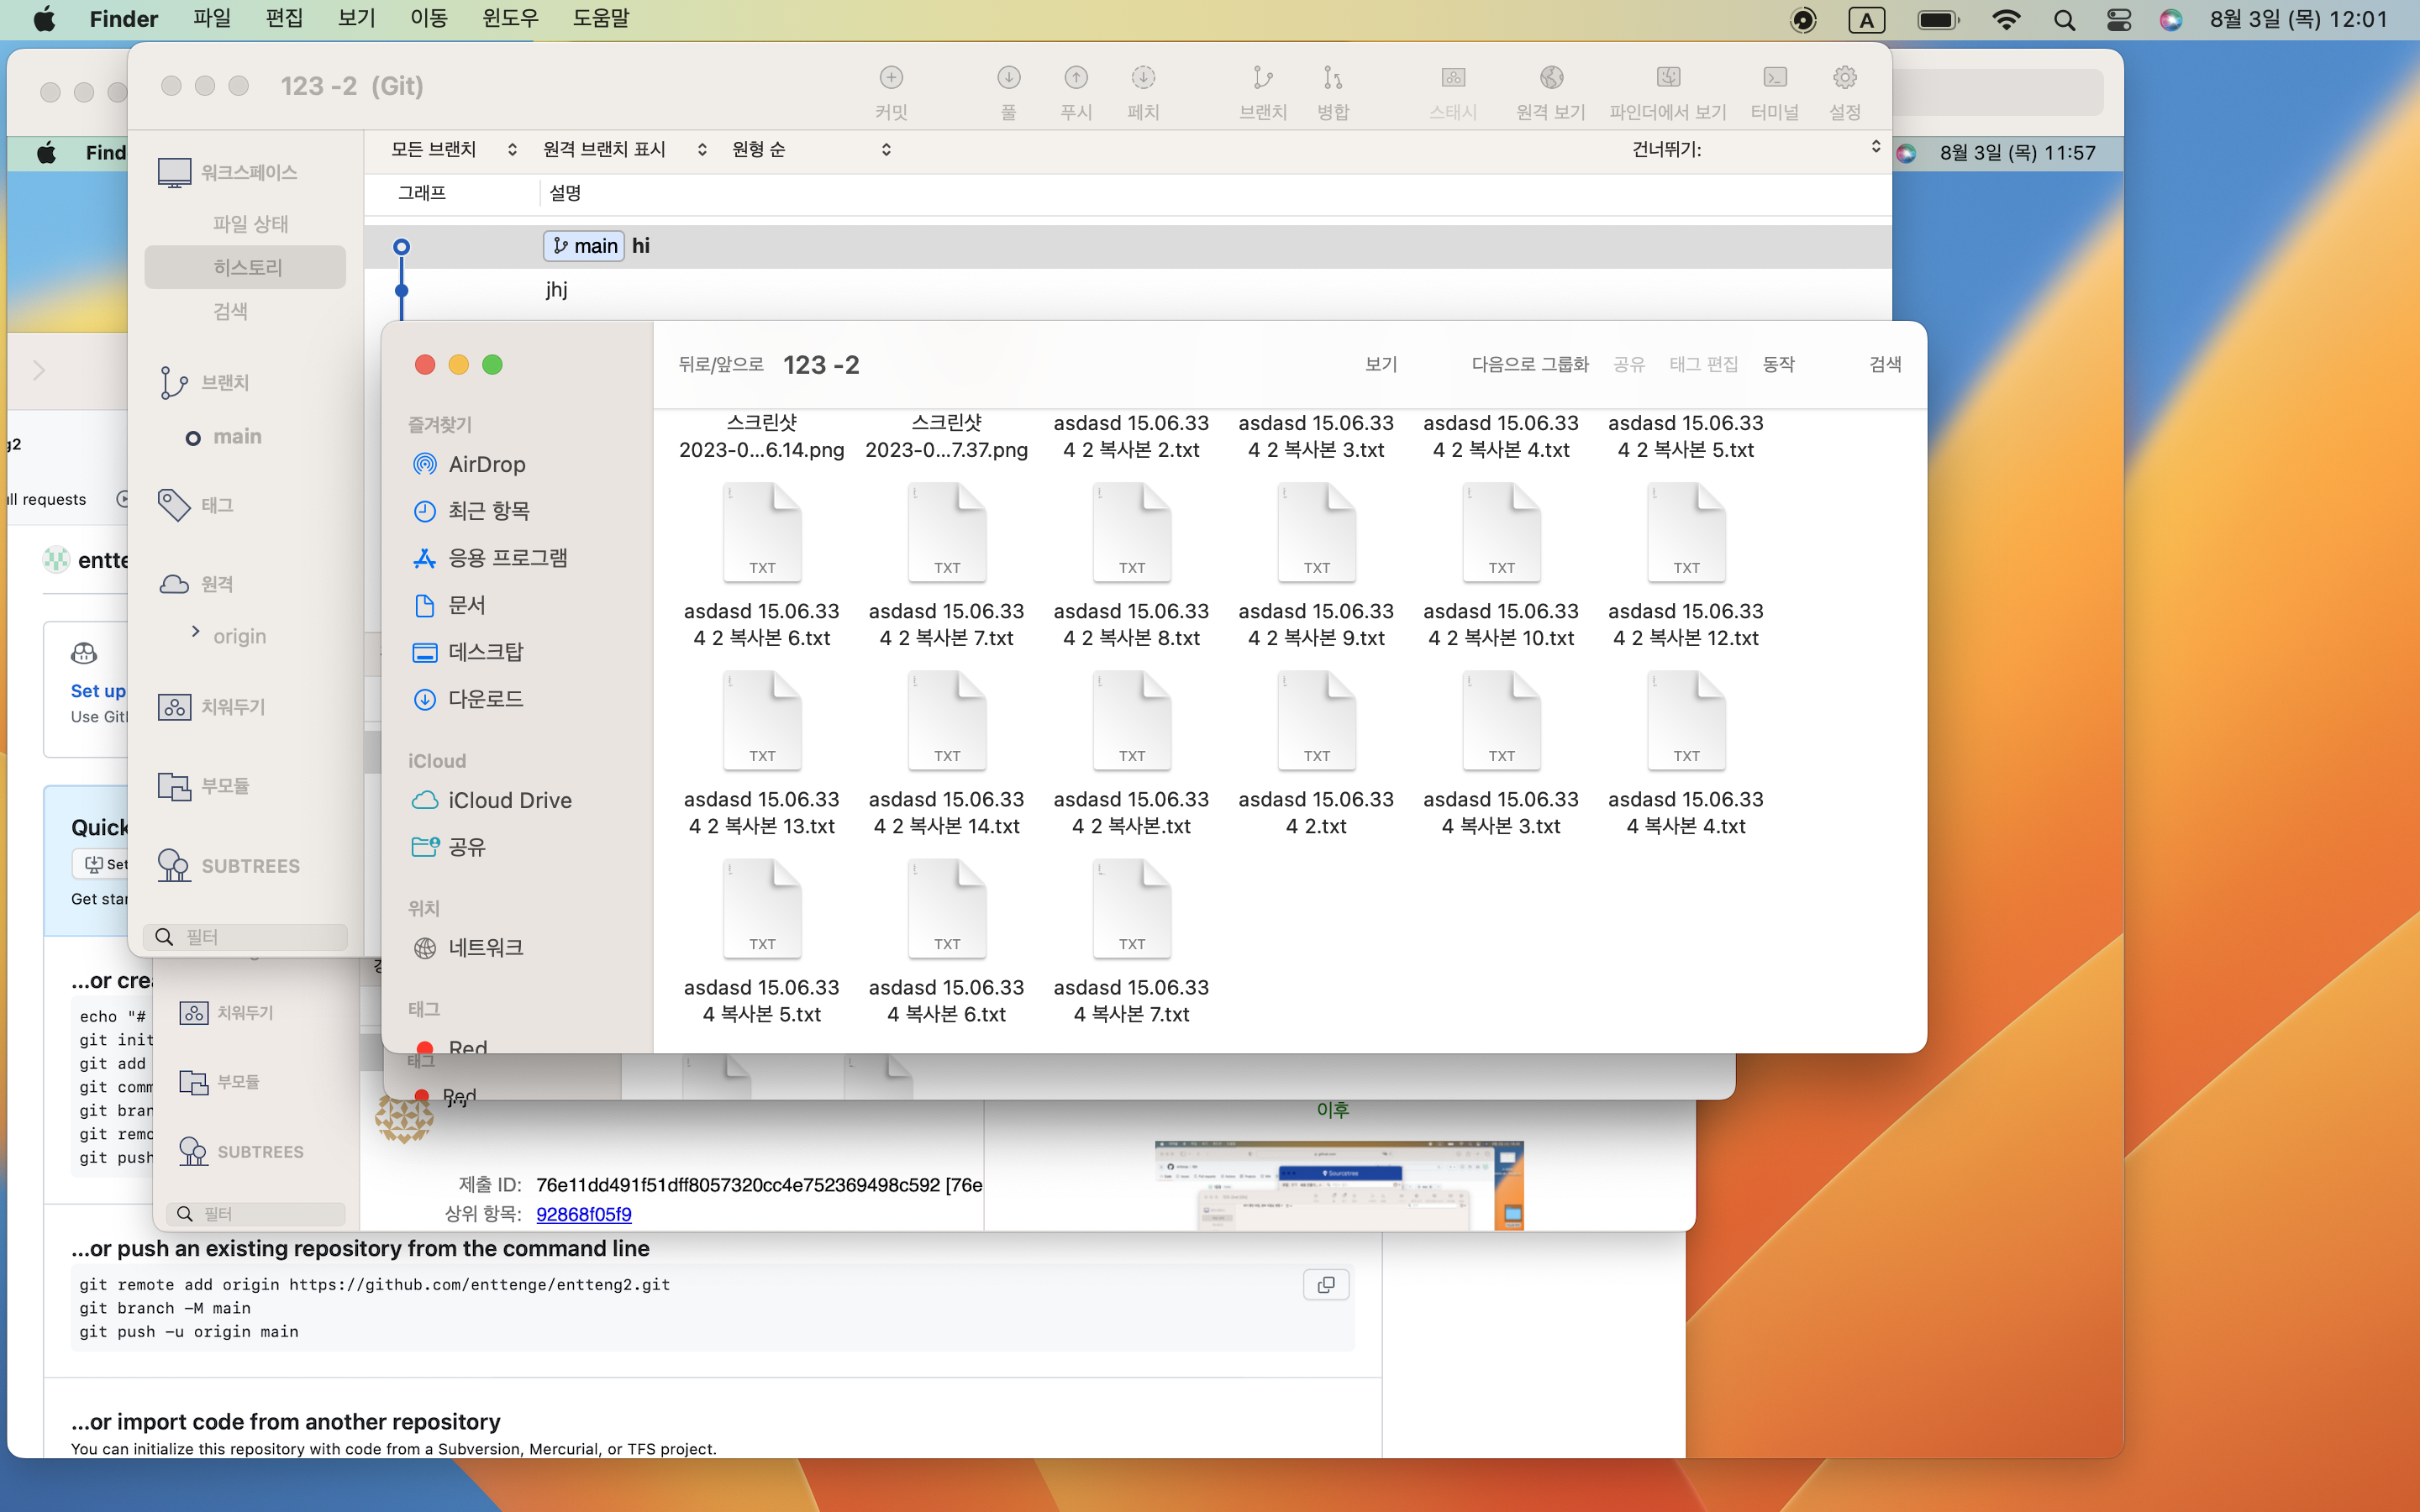 Finder 파일 편집 보기 이동 윈도우 도움말 A 8월 3일 (목) 12:01
123 -2 (Git)
커밋 풀 푸시 페치 브랜치 병합 스태시 원격 보기 파인더에서 보기 터미널 설정
Find 8월 3일 (목) 11:57
모든 브랜치 원격 브랜치 표시 원형 순 건너뛰기:
그래프 설명
main hi
jhj
워크스페이스
파일 상태
히스토리
검색
브랜치
main
태그
원격
origin
치워두기
부모듈
SUBTREES
필터
뒤로/앞으로 123 -2 보기 다음으로 그룹화 공유 태그 편집 동작 검색
즐겨찾기
AirDrop
최근 항목
응용 프로그램
문서
데스크탑
다운로드
iCloud
iCloud Drive
공유
위치
네트워크
태그
Red
스크린샷 스크린샷 asdasd 15.06.33 asdasd 15.06.33 asdasd 15.06.33 asdasd 15.06.33
2023-0...6.14.png 2023-0...7.37.png 4 2 복사본 2.txt 4 2 복사본 3.txt 4 2 복사본 4.txt 4 2 복사본 5.txt
TXT TXT TXT TXT TXT TXT
asdasd 15.06.33 asdasd 15.06.33 asdasd 15.06.33 asdasd 15.06.33 asdasd 15.06.33 asdasd 15.06.33
4 2 복사본 6.txt 4 2 복사본 7.txt 4 2 복사본 8.txt 4 2 복사본 9.txt 4 2 복사본 10.txt 4 2 복사본 12.txt
TXT TXT TXT TXT TXT TXT
asdasd 15.06.33 asdasd 15.06.33 asdasd 15.06.33 asdasd 15.06.33 asdasd 15.06.33 asdasd 15.06.33
4 2 복사본 13.txt 4 2 복사본 14.txt 4 2 복사본.txt 4 2.txt 4 복사본 3.txt 4 복사본 4.txt
TXT TXT TXT
asdasd 15.06.33 asdasd 15.06.33 asdasd 15.06.33
4 복사본 5.txt 4 복사본 6.txt 4 복사본 7.txt
g2
ll requests
entte
Set up
Use Git
Quick
Set
Get star
...or crea
echo "#
git init
git add
git comm
git bran
git remo
git push
치워두기
부모듈
SUBTREES
필터
태그
Red
이후
제출 ID: 76e11dd491f51dff8057320cc4e752369498c592 [76e
상위 항목: 92868f05f9
Sourcetree
...or push an existing repository from the command line
git remote add origin https://github.com/enttenge/entteng2.git
git branch -M main
git push -u origin main
...or import code from another repository
You can initialize this repository with code from a Subversion, Mercurial, or TFS project.